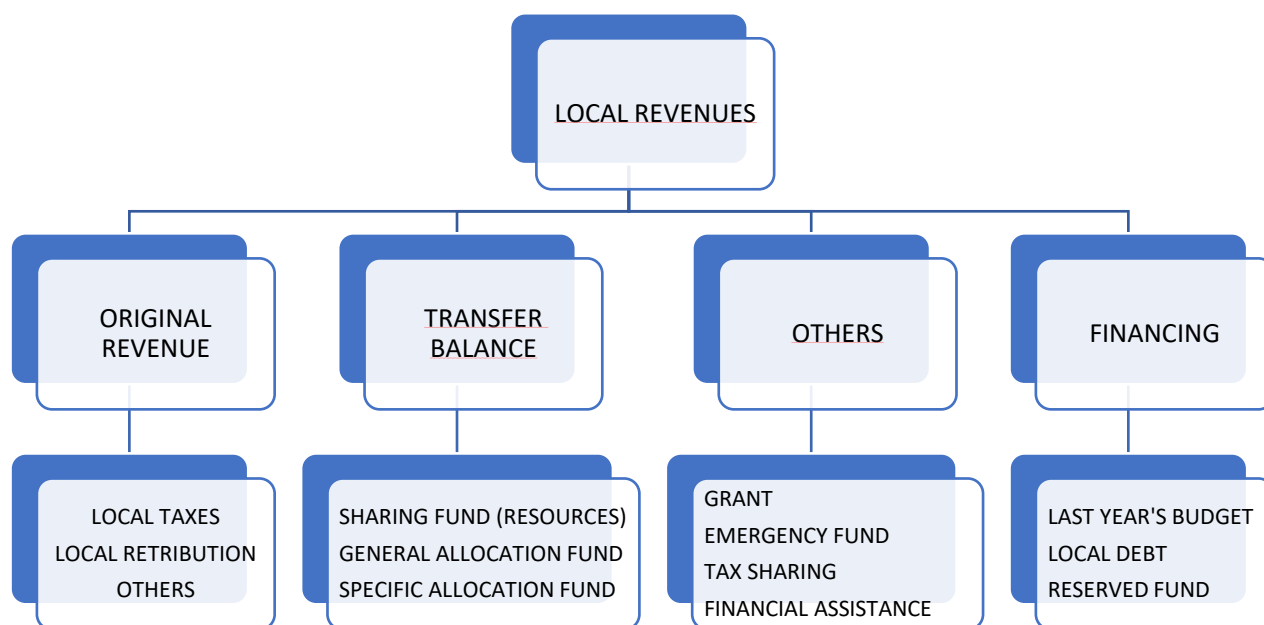 LOCAL REVENUES
ORIGINAL
REVENUE
TRANSFER
BALANCE
OTHERS
FINANCING
LOCAL TAXES
LOCAL RETRIBUTION
OTHERS
SHARING FUND (RESOURCES)
GENERAL ALLOCATION FUND
SPECIFIC ALLOCATION FUND
GRANT
EMERGENCY FUND
TAX SHARING
FINANCIAL ASSISTANCE
LAST YEAR'S BUDGET
LOCAL DEBT
RESERVED FUND